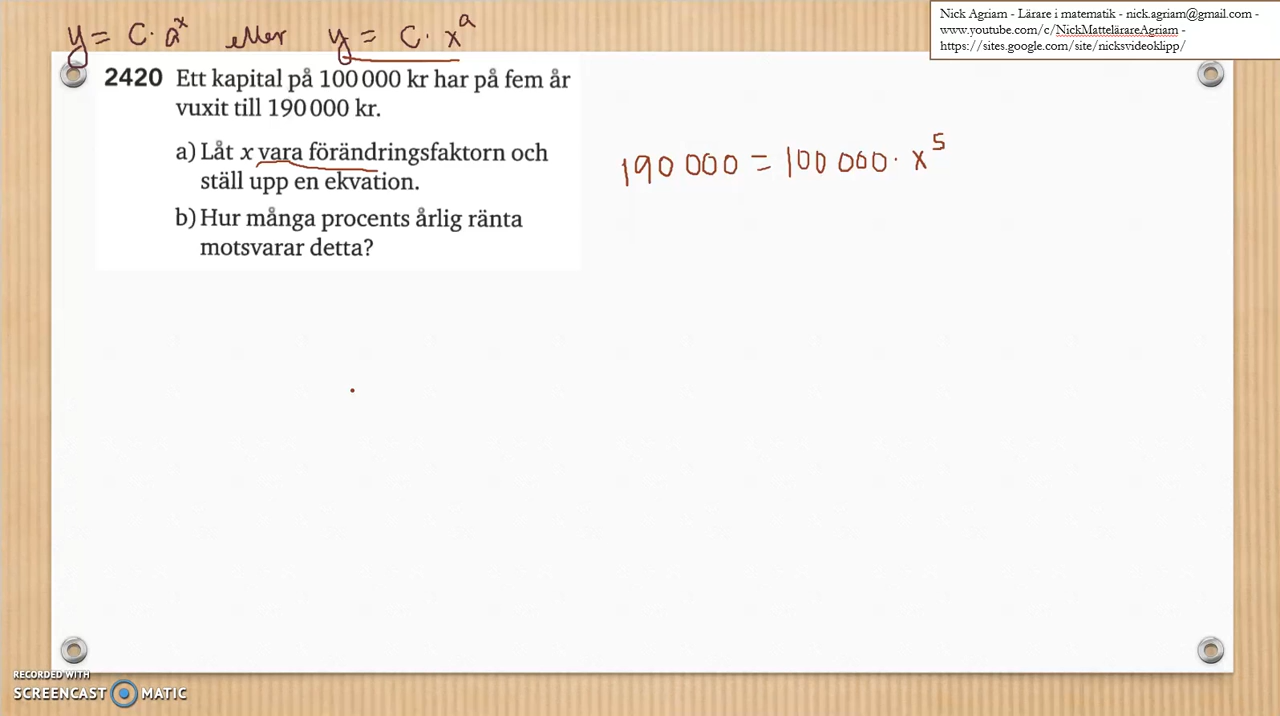 y = C · a^x eller y = C · x^a
Nick Agriam - Lärare i matematik - nick.agriam@gmail.com -
www.youtube.com/c/NickMattelärareAgriam -
https://sites.google.com/site/nicksvideoklipp/
2420 Ett kapital på 100 000 kr har på fem år
vuxit till 190 000 kr.
a) Låt x vara förändringsfaktorn och
ställ upp en ekvation.
b) Hur många procents årlig ränta
motsvarar detta?
190 000 = 100 000 · x^5
RECORDED WITH
SCREENCAST MATIC